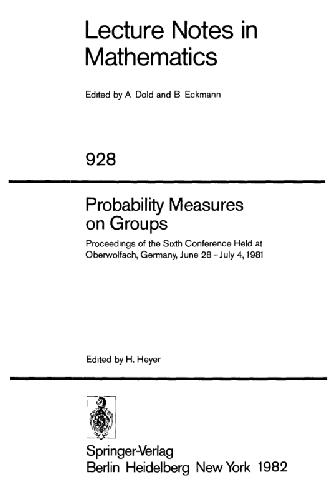 Lecture Notes in
Mathematics
Edited by A. Dold and B. Eckmann
928
Probability Measures
on Groups
Proceedings of the Sixth Conference Held at
Oberwolfach, Germany, June 28 – July 4, 1981
Edited by H. Heyer
Springer-Verlag
Berlin Heidelberg New York 1982